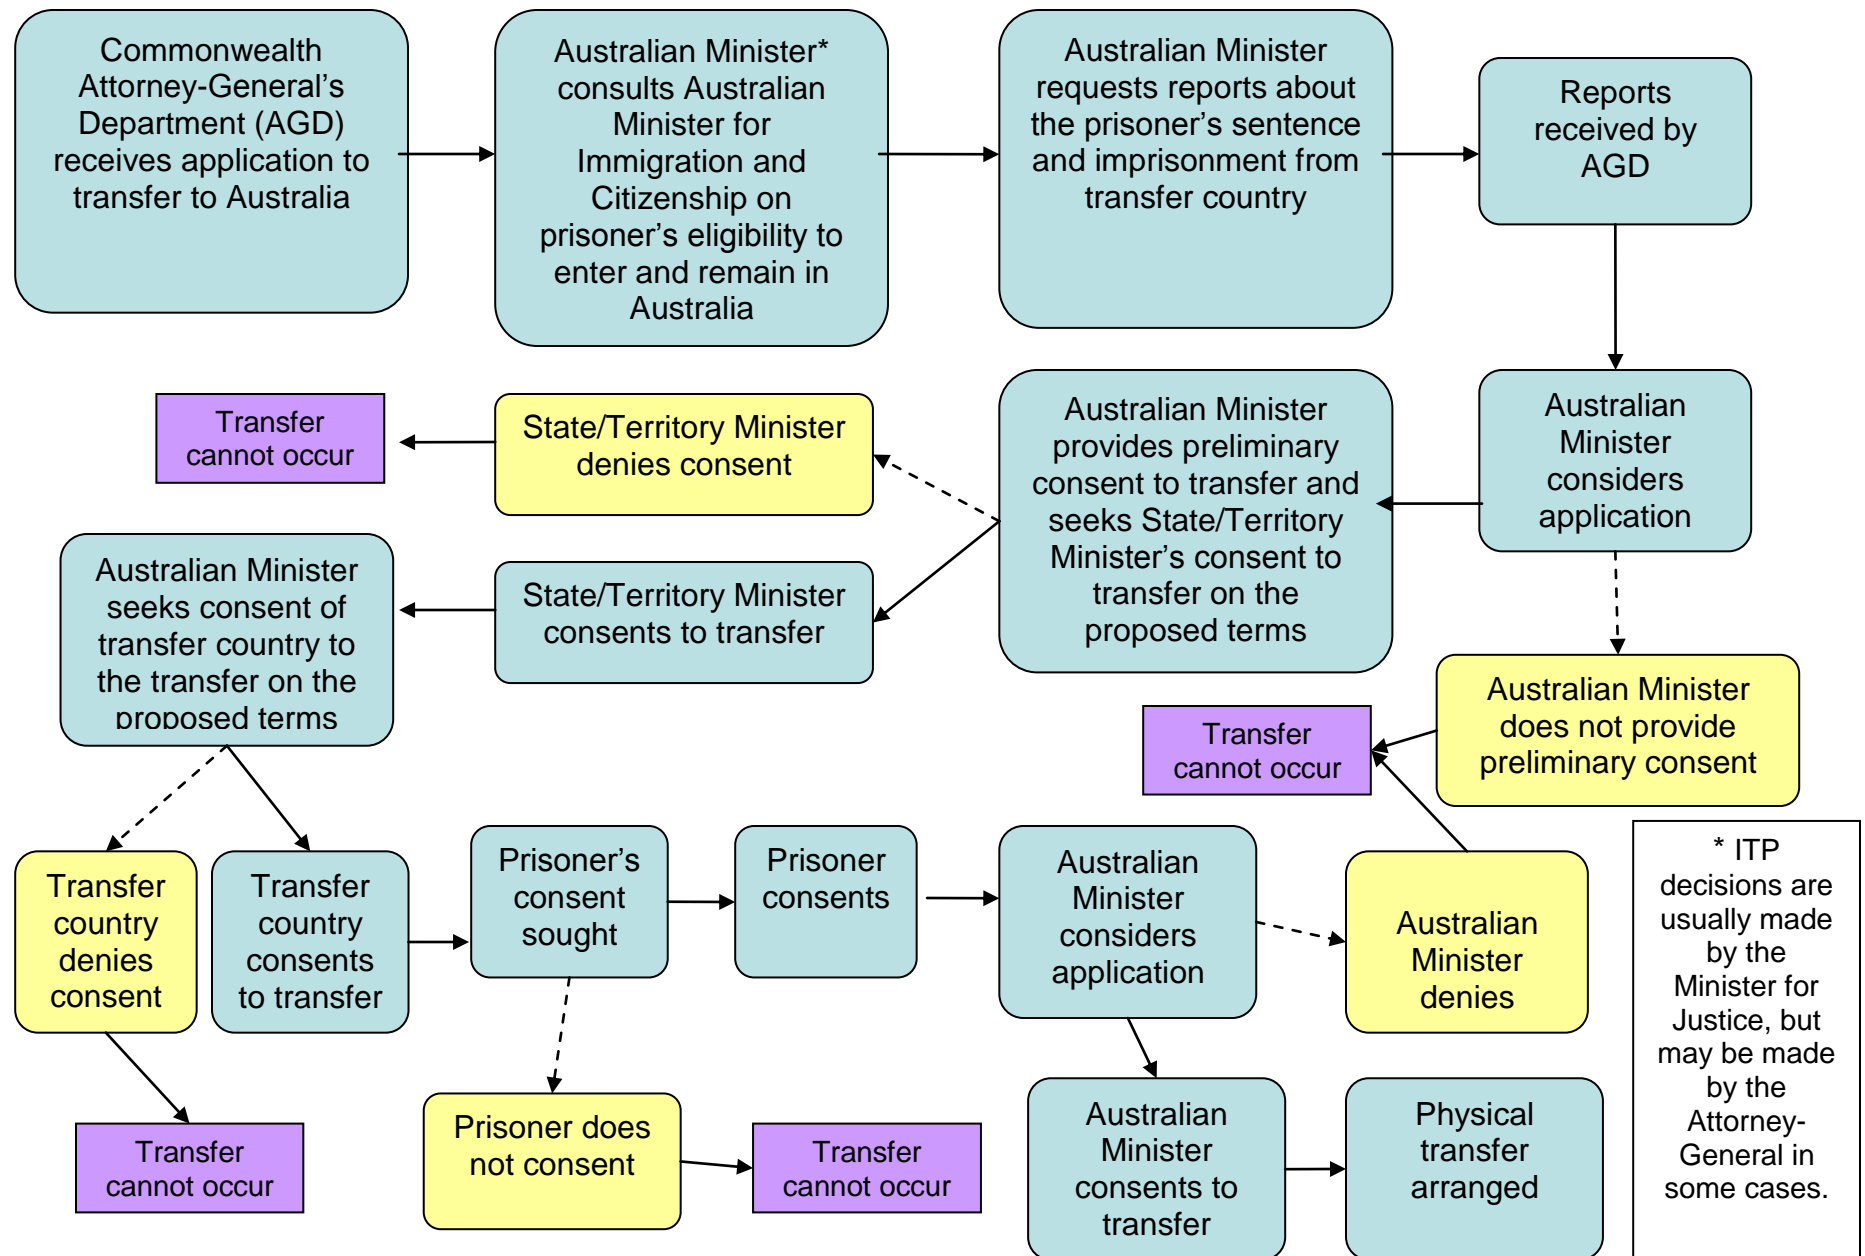 Commonwealth
Attorney-General’s
Department (AGD)
receives application to
transfer to Australia
Australian Minister*
consults Australian
Minister for
Immigration and
Citizenship on
prisoner’s eligibility to
enter and remain in
Australia
Australian Minister
requests reports about
the prisoner’s sentence
and imprisonment from
transfer country
Reports
received by
AGD
Australian
Minister
considers
application
Australian Minister
provides preliminary
consent to transfer and
seeks State/Territory
Minister’s consent to
transfer on the
proposed terms
State/Territory Minister
denies consent
Transfer
cannot occur
State/Territory Minister
consents to transfer
Australian Minister
seeks consent of
transfer country to
the transfer on the
proposed terms
Australian Minister
does not provide
preliminary consent
Transfer
cannot occur
Transfer
country
denies
consent
Transfer
country
consents
to transfer
Prisoner’s
consent
sought
Prisoner
consents
Australian
Minister
considers
application
Australian
Minister
denies
Transfer
cannot occur
Prisoner does
not consent
Transfer
cannot occur
Australian
Minister
consents to
transfer
Physical
transfer
arranged
* ITP
decisions are
usually made
by the
Minister for
Justice, but
may be made
by the
Attorney-
General in
some cases.